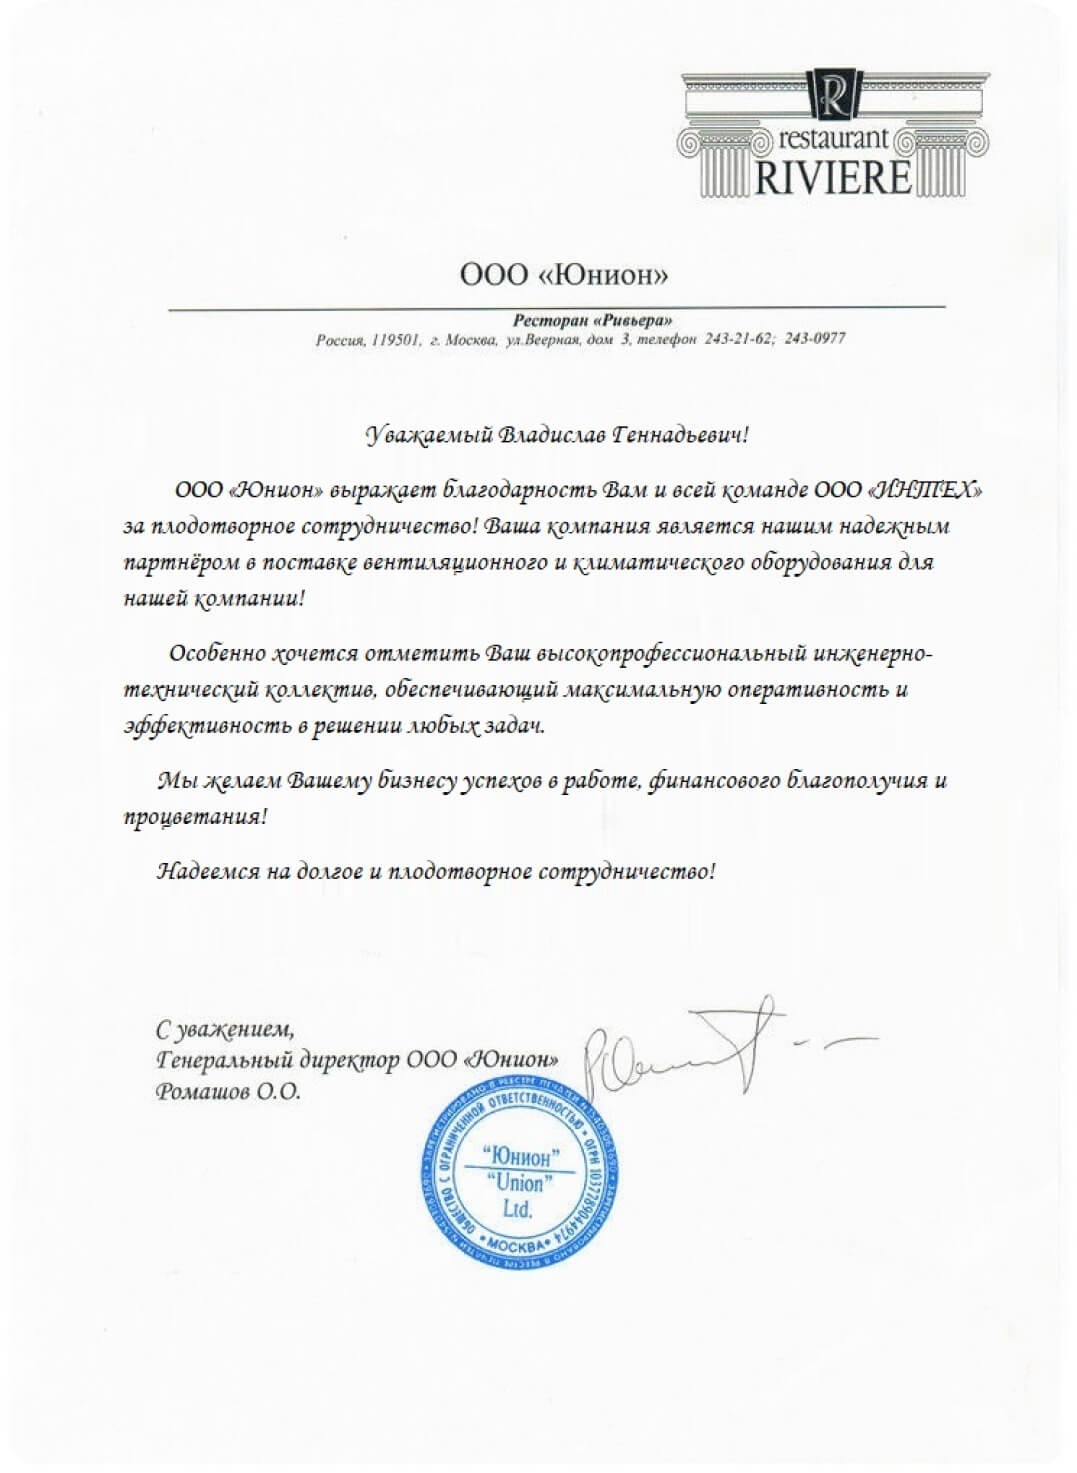 R
restaurant
RIVIERE
ООО «Юнион»
Ресторан «Ривьера»
Россия, 119501, г. Москва, ул.Веерная, дом 3, телефон 243-21-62; 243-0977
Уважаемый Владислав Геннадьевич!
ООО «Юнион» выражает благодарность Вам и всей команде ООО «ИНТЕХ»
за плодотворное сотрудничество! Ваша компания является нашим надежным
партнёром в поставке вентиляционного и климатического оборудования для
нашей компании!
Особенно хочется отметить Ваш высокопрофессиональный инженерно-
технический коллектив, обеспечивающий максимальную оперативность и
эффективность в решении любых задач.
Мы желаем Вашему бизнесу успехов в работе, финансового благополучия и
процветания!
Надеемся на долгое и плодотворное сотрудничество!
С уважением,
Генеральный директор ООО «Юнион»
Ромашов О.О.
ЗАРЕГИСТРИРОВАНО В РЕЕСТРЕ ПЕЧАТЕЙ
ОБЩЕСТВО С ОГРАНИЧЕННОЙ ОТВЕТСТВЕННОСТЬЮ • ОГРН 1037789044974
• МОСКВА •
"Юнион"
"Union"
Ltd.